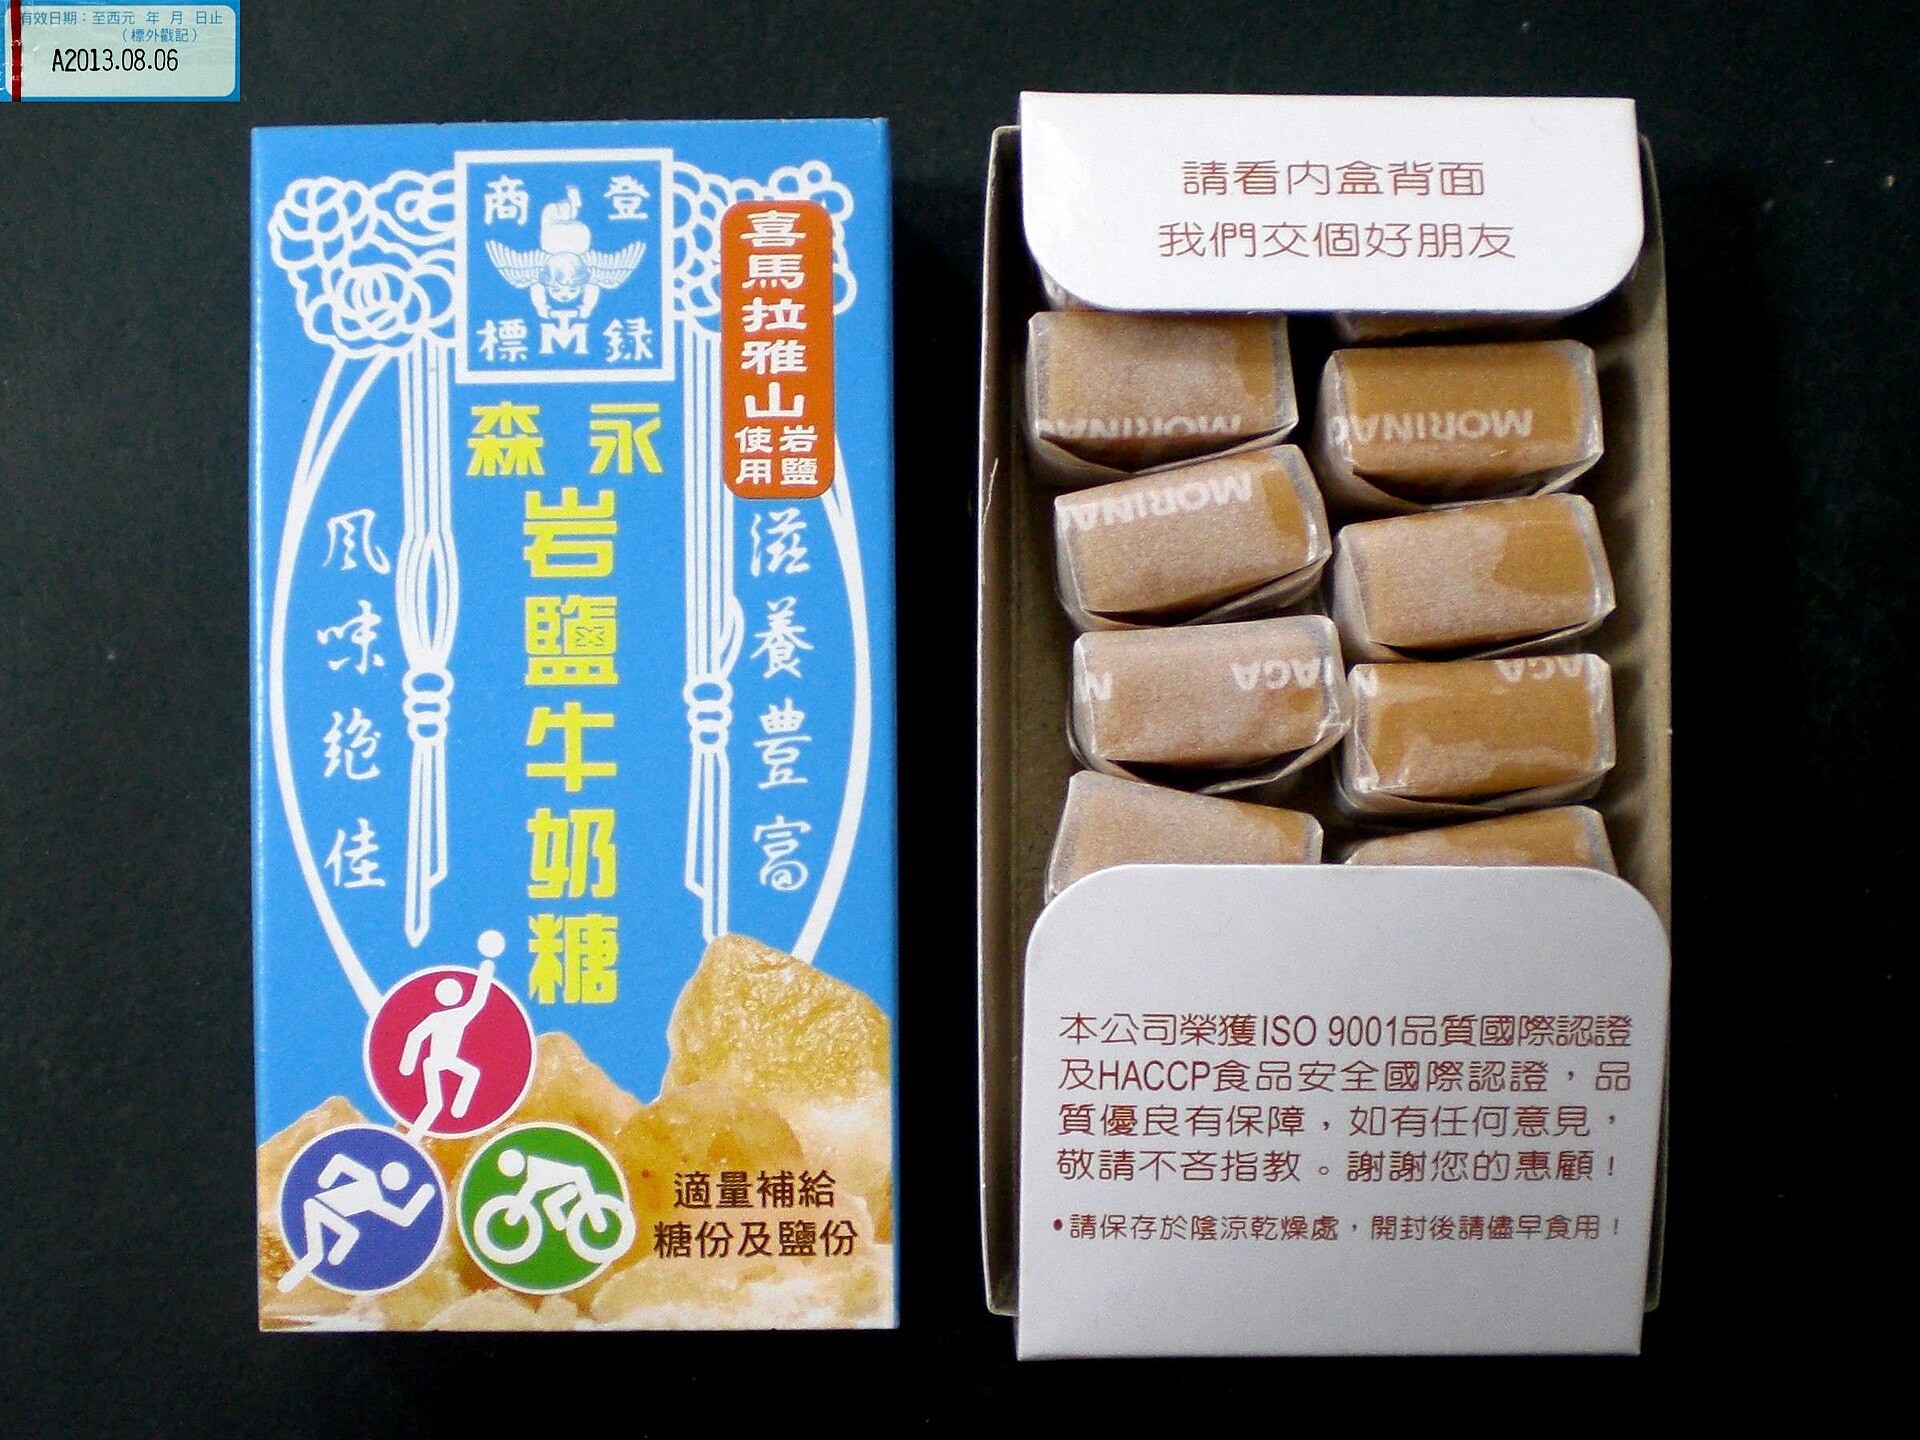 有效日期：至西元 年 月 日止
（標外戳記）
A2013.08.06
登錄商標
喜馬拉雅山
岩鹽使用
永森
岩鹽牛奶糖
滋養豊富
風味絶佳
適量補給
糖份及鹽份
請看內盒背面
我們交個好朋友
MORINAG
MORINAG
MORINA
N IAGA
N NAGA
本公司榮獲ISO 9001品質國際認證
及HACCP食品安全國際認證，品
質優良有保障，如有任何意見，
敬請不吝指教。謝謝您的惠顧！
•請保存於陰涼乾燥處，開封後請儘早食用！